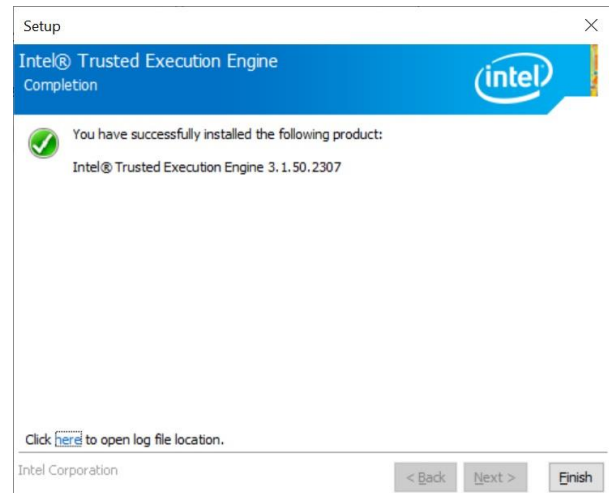 Setup
Intel® Trusted Execution Engine
Completion
intel
You have successfully installed the following product:
Intel® Trusted Execution Engine 3.1.50.2307
Click here to open log file location.
Intel Corporation
< Back Next > Finish